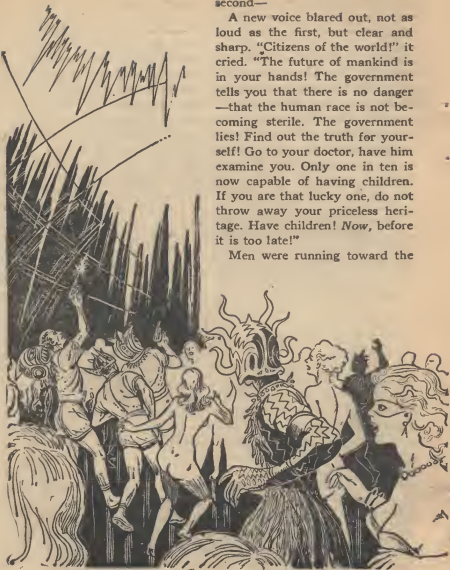 second—
A new voice blared out, not as
loud as the first, but clear and
sharp. “Citizens of the world!” it
cried. “The future of mankind is
in your hands! The government
tells you that there is no danger
—that the human race is not be-
coming sterile. The government
lies! Find out the truth for your-
self! Go to your doctor, have him
examine you. Only one in ten is
now capable of having children.
If you are that lucky one, do not
throw away your priceless heri-
tage. Have children! Now, before
it is too late!”
Men were running toward the